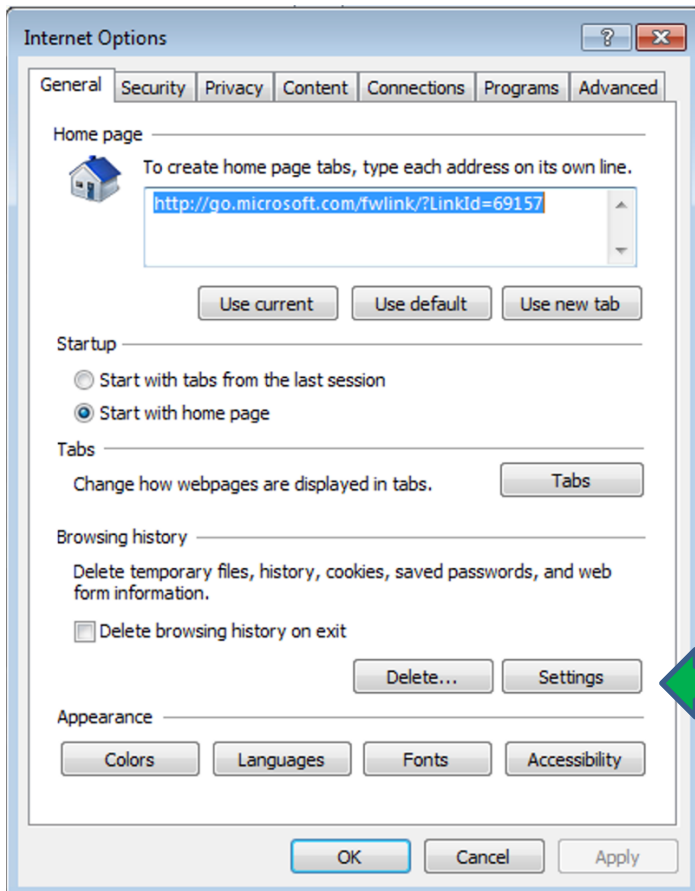 Internet Options
General Security Privacy Content Connections Programs Advanced
Home page
To create home page tabs, type each address on its own line.
http://go.microsoft.com/fwlink/?LinkId=69157
Use current Use default Use new tab
Startup
Start with tabs from the last session
Start with home page
Tabs
Change how webpages are displayed in tabs. Tabs
Browsing history
Delete temporary files, history, cookies, saved passwords, and web
form information.
Delete browsing history on exit
Delete... Settings
Appearance
Colors Languages Fonts Accessibility
OK Cancel Apply